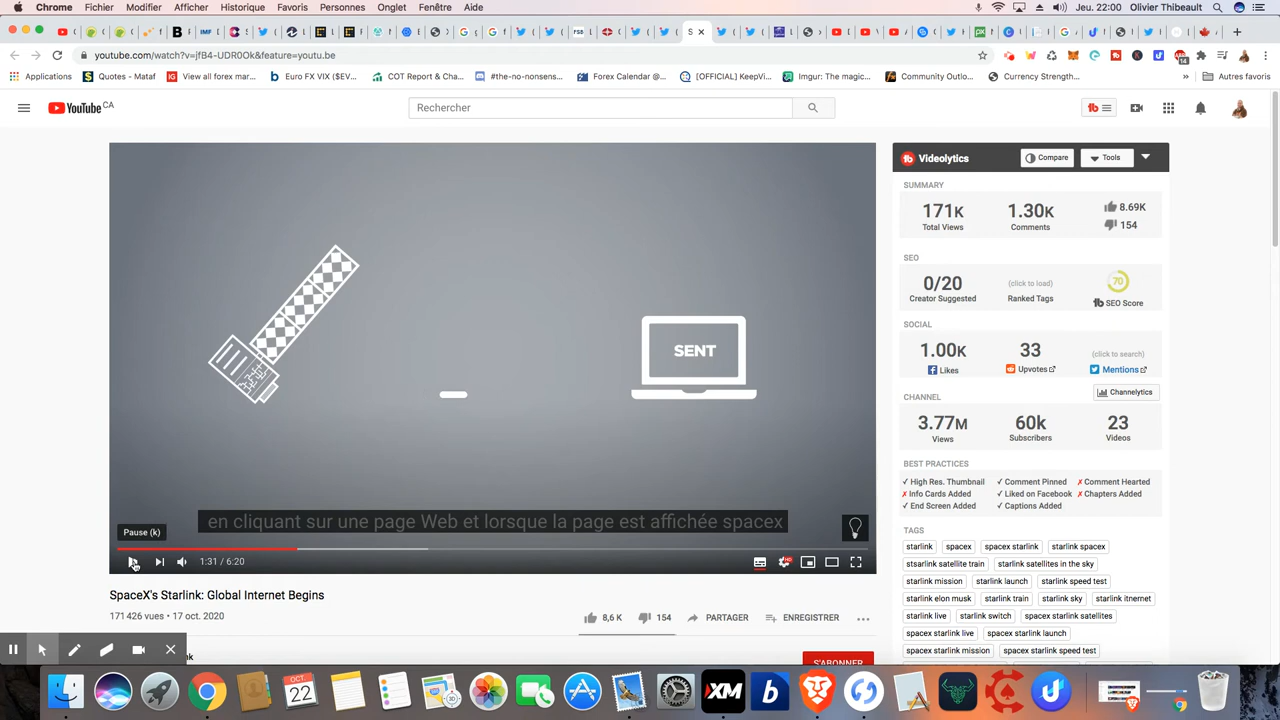 Chrome Fichier Modifier Affichage Historique Favoris Personnes Onglet Fenêtre Aide Jeu. 22:00 Olivier Thibeault
youtube.com/watch?v=jfB4-UDR0Ok&feature=youtu.be
Applications Quotes - Mataf View all forex mar... Euro FX VIX ($EV... COT Report & Cha... #the-no-nonsens... Forex Calendar @... [OFFICIAL] KeepVi... Imgur: The magic... Community Outlo... Currency Strength... » Autres favoris
YouTube CA
Rechercher
SENT
en cliquant sur une page Web et lorsque la page est affichée spacex
Pause (k)
1:31 / 6:20
SpaceX's Starlink: Global Internet Begins
171 426 vues • 17 oct. 2020
8,6 K 154 PARTAGER ENREGISTRER ...
S'ABONNER
Videolytics Compare Tools
SUMMARY
171K 1.30K 8.69K
Total Views Comments 154
SEO
0/20 (click to load) 70
Creator Suggested Ranked Tags SEO Score
SOCIAL
1.00K 33 (click to search)
Likes Upvotes Mentions
Channelytics
CHANNEL
3.77M 60k 23
Views Subscribers Videos
BEST PRACTICES
✓ High Res. Thumbnail ✓ Comment Pinned ✗ Comment Hearted
✗ Info Cards Added ✓ Liked on Facebook ✗ Chapters Added
✓ End Screen Added ✓ Captions Added
TAGS
starlink spacex spacex starlink starlink spacex
stsarlink satellite train starlink satellites in the sky
starlink mission starlink launch starlink speed test
starlink elon musk starlink train starlink sky starlink itnernet
starlink live starlink switch spacex starlink satellites
spacex starlink live spacex starlink launch
spacex starlink mission spacex starlink speed test
OCT.
22
XM
b